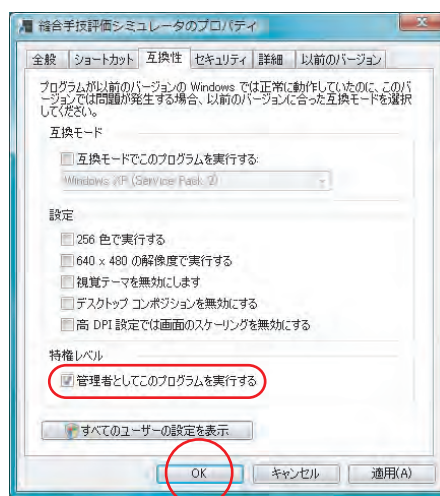 縫合手技評価シミュレータのプロパティ
全般 ショートカット 互換性 セキュリティ 詳細 以前のバージョン
プログラムが以前のバージョンの Windows では正常に動作していたのに、このバ
ージョンでは問題が発生する場合、以前のバージョンに合った互換モードを選択
してください。
互換モード
互換モードでこのプログラムを実行する:
Windows XP (Service Pack 2)
設定
256 色で実行する
640 x 480 の解像度で実行する
視覚テーマを無効にします
デスクトップ コンポジションを無効にする
高 DPI 設定では画面のスケーリングを無効にする
特権レベル
管理者としてこのプログラムを実行する
すべてのユーザーの設定を表示
OK キャンセル 適用(A)